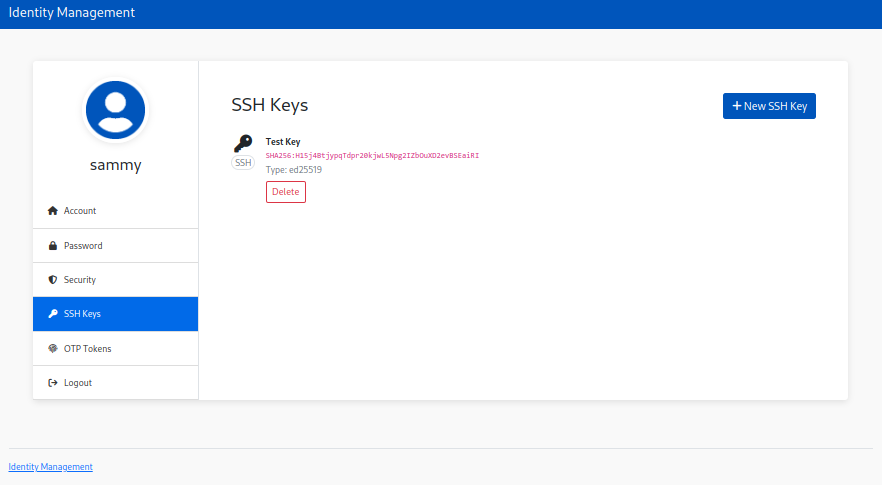 Identity Management
sammy
Account
Password
Security
SSH Keys
OTP Tokens
Logout
SSH Keys
New SSH Key
SSH
Test Key
SHA256:H15j4BtjypqTdpr20kjwL5Npg2IZbOuXD2evBSEaiRI
Type: ed25519
Delete
Identity Management